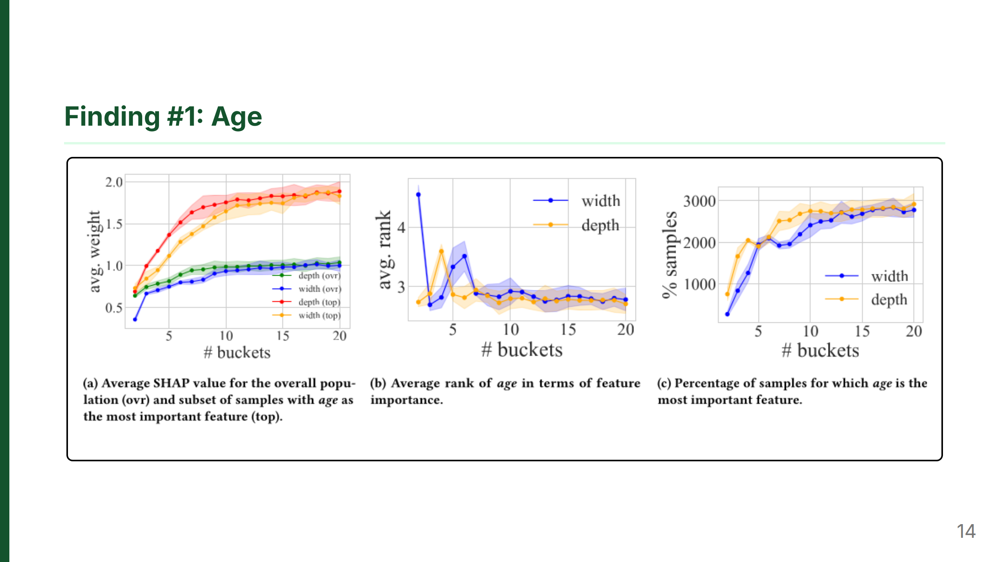 Finding #1: Age
avg. weight
2.0
1.5
1.0
0.5
depth (ovr)
width (ovr)
depth (top)
width (top)
5 10 15 20
# buckets
(a) Average SHAP value for the overall popu-
lation (ovr) and subset of samples with age as
the most important feature (top).
avg. rank
4
3
width
depth
5 10 15 20
# buckets
(b) Average rank of age in terms of feature
importance.
% samples
3000
2000
1000
width
depth
5 10 15 20
# buckets
(c) Percentage of samples for which age is the
most important feature.
14